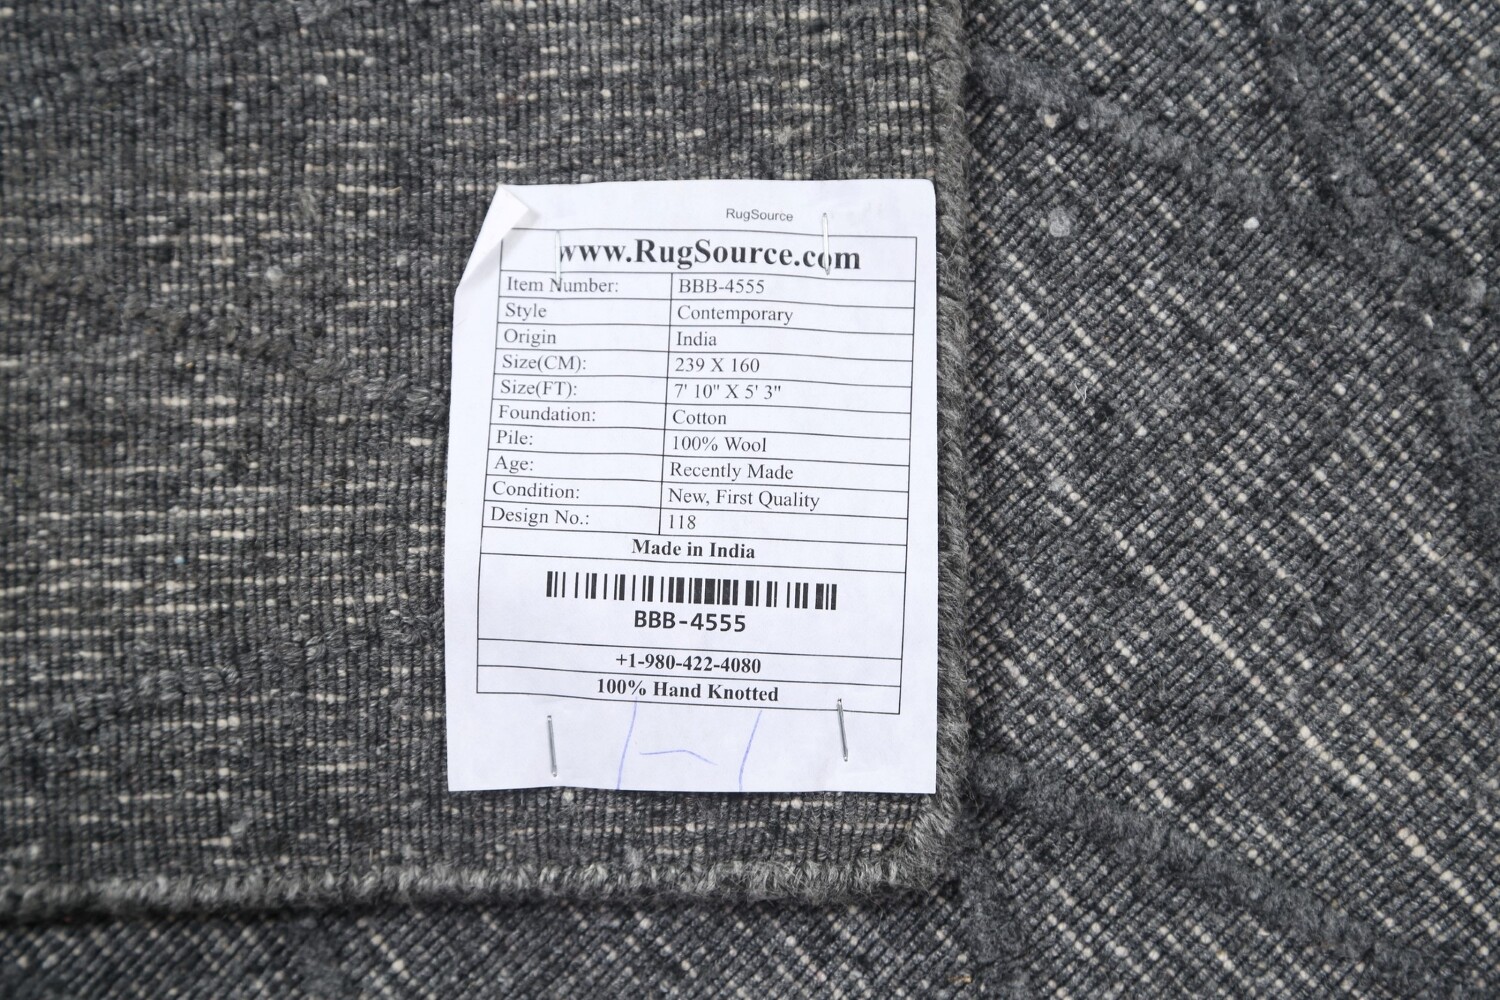 RugSource
www.RugSource.com
Item Number: BBB-4555
Style Contemporary
Origin India
Size(CM): 239 X 160
Size(FT): 7' 10" X 5' 3"
Foundation: Cotton
Pile: 100% Wool
Age: Recently Made
Condition: New, First Quality
Design No.: 118
Made in India
BBB-4555
+1-980-422-4080
100% Hand Knotted